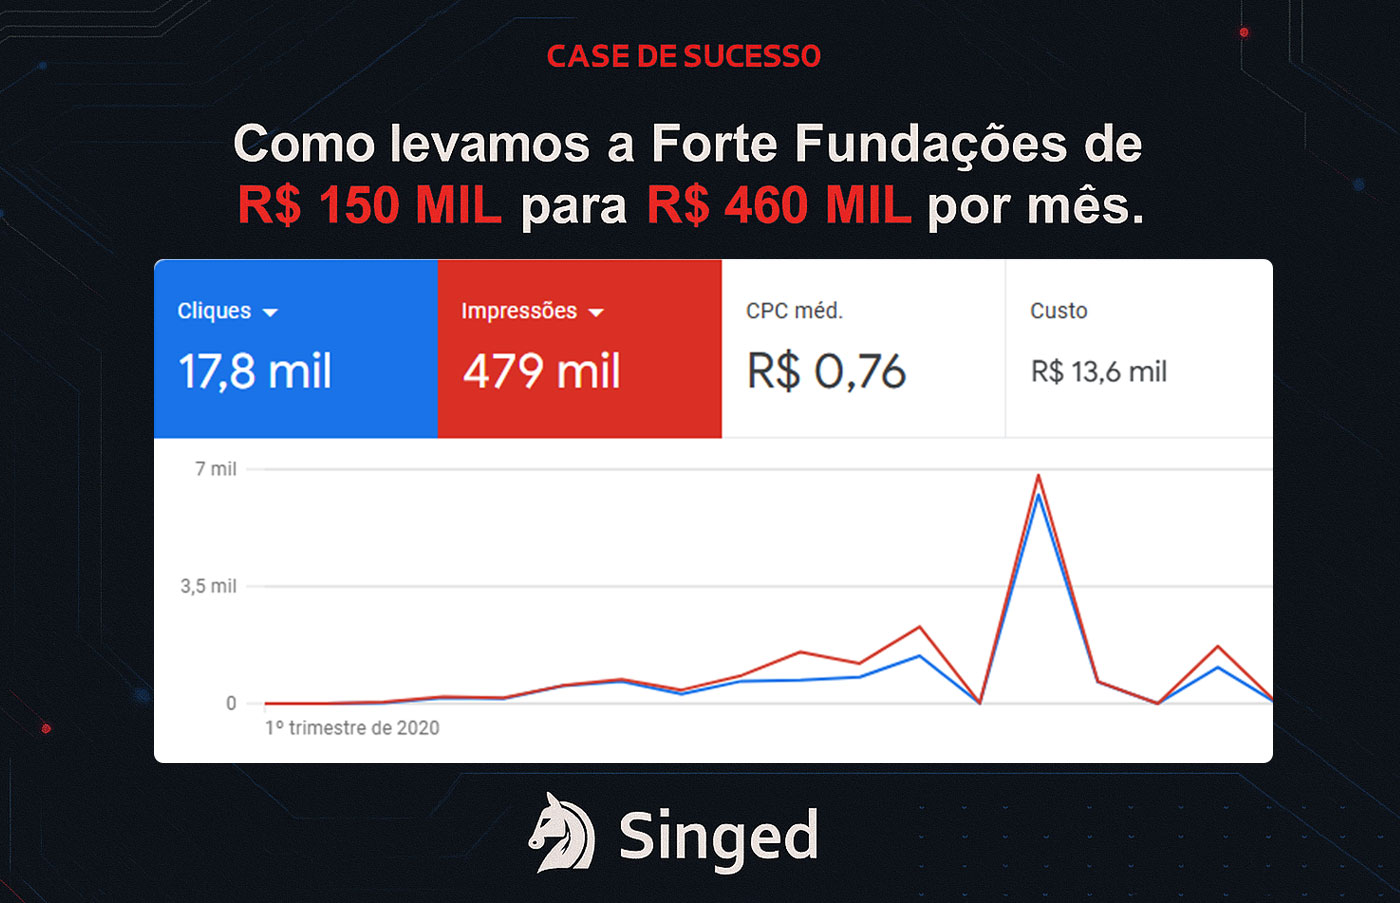 CASE DE SUCESSO
Como levamos a Forte Fundações de
R$ 150 MIL para R$ 460 MIL por mês.
Cliques
17,8 mil
Impressões
479 mil
CPC méd.
R$ 0,76
Custo
R$ 13,6 mil
7 mil
3,5 mil
0
1º trimestre de 2020
Singed